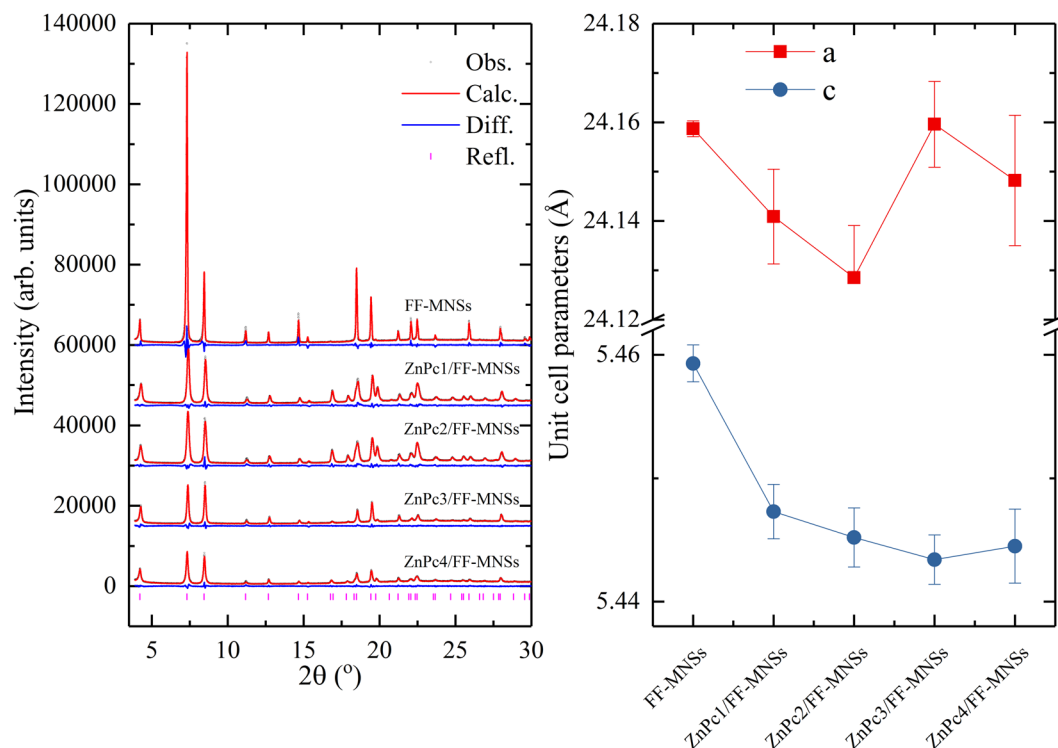 Intensity (arb. units)
140000
120000
100000
80000
60000
40000
20000
0
Obs.
Calc.
Diff.
Refl.
FF-MNSs
ZnPc1/FF-MNSs
ZnPc2/FF-MNSs
ZnPc3/FF-MNSs
ZnPc4/FF-MNSs
5 10 15 20 25 30
2θ (°)
Unit cell parameters (Å)
24.18
24.16
24.14
24.12
5.46
5.44
a
c
FF-MNSs
ZnPc1/FF-MNSs
ZnPc2/FF-MNSs
ZnPc3/FF-MNSs
ZnPc4/FF-MNSs